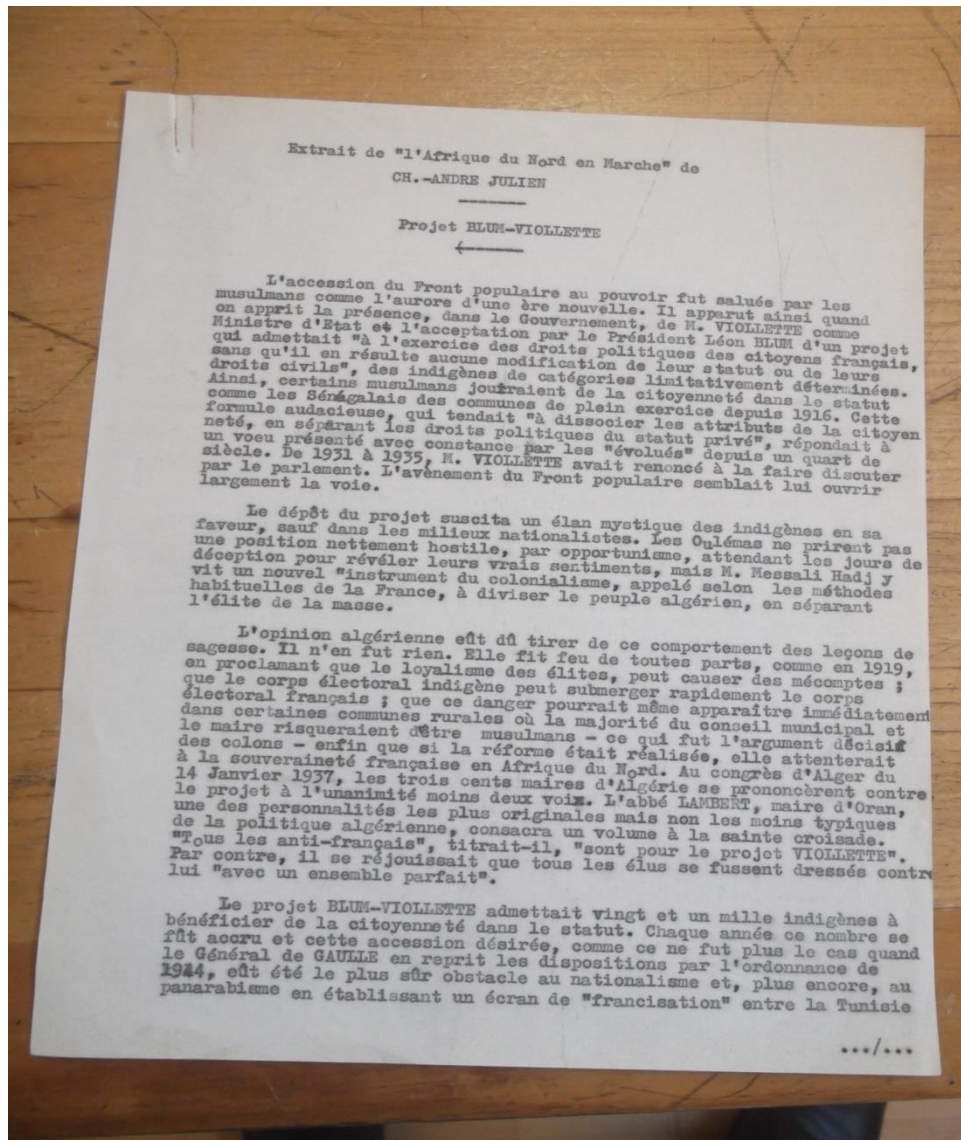 Extrait de "l'Afrique du Nord en Marche" de
CH.-ANDRE JULIEN
Projet BLUM-VIOLLETTE
L'accession du Front populaire au pouvoir fut saluée par les
musulmans comme l'aurore d'une ère nouvelle. Il apparut ainsi quand
on apprit la présence, dans le Gouvernement, de M. VIOLLETTE comme
Ministre d'Etat et l'acceptation par le Président Léon BLUM d'un projet
qui admettait "à l'exercice des droits politiques des citoyens français,
sans qu'il en résulte aucune modification de leur statut ou de leurs
droits civils", des indigènes de catégories limitativement déterminées.
Ainsi, certains musulmans jouiraient de la citoyenneté dans le statut
comme les Sénégalais des communes de plein exercice depuis 1916. Cette
formule audacieuse, qui tendait "à dissocier les attributs de la citoyen
neté, en séparant les droits politiques du statut privé", répondait à
un voeu présenté avec constance par les "évolués" depuis un quart de
siècle. De 1931 à 1935, M. VIOLLETTE avait renoncé à la faire discuter
par le parlement. L'avènement du Front populaire semblait lui ouvrir
largement la voie.
Le dépôt du projet suscita un élan mystique des indigènes en sa
faveur, sauf dans les milieux nationalistes. Les Oulémas ne prirent pas
une position nettement hostile, par opportunisme, attendant les jours de
déception pour révéler leurs vrais sentiments, mais M. Messali Hadj y
vit un nouvel "instrument du colonialisme, appelé selon les méthodes
habituelles de la France, à diviser le peuple algérien, en séparant
l'élite de la masse.
L'opinion algérienne eût dû tirer de ce comportement des leçons de
sagesse. Il n'en fut rien. Elle fit feu de toutes parts, comme en 1919,
en proclamant que le loyalisme des élites, peut causer des mécomptes ;
que le corps électoral indigène peut submerger rapidement le corps
électoral français ; que ce danger pourrait même apparaître immédiatement
dans certaines communes rurales où la majorité du conseil municipal et
le maire risqueraient d'être musulmans - ce qui fut l'argument décisif
des colons - enfin que si la réforme était réalisée, elle attenterait
à la souveraineté française en Afrique du Nord. Au congrès d'Alger du
14 Janvier 1937, les trois cents maires d'Algérie se prononcèrent contre
le projet à l'unanimité moins deux voix. L'abbé LAMBERT, maire d'Oran,
une des personnalités les plus originales mais non les moins typiques
de la politique algérienne, consacra un volume à la sainte croisade.
"Tous les anti-français", titrait-il, "sont pour le projet VIOLLETTE".
Par contre, il se réjouissait que tous les élus se fussent dressés contre
lui "avec un ensemble parfait".
Le projet BLUM-VIOLLETTE admettait vingt et un mille indigènes à
bénéficier de la citoyenneté dans le statut. Chaque année ce nombre se
fût accru et cette accession désirée, comme ce ne fut plus le cas quand
le Général de GAULLE en reprit les dispositions par l'ordonnance de
1944, eût été le plus sûr obstacle au nationalisme et, plus encore, au
panarabisme en établissant un écran de "francisation" entre la Tunisie
.../...